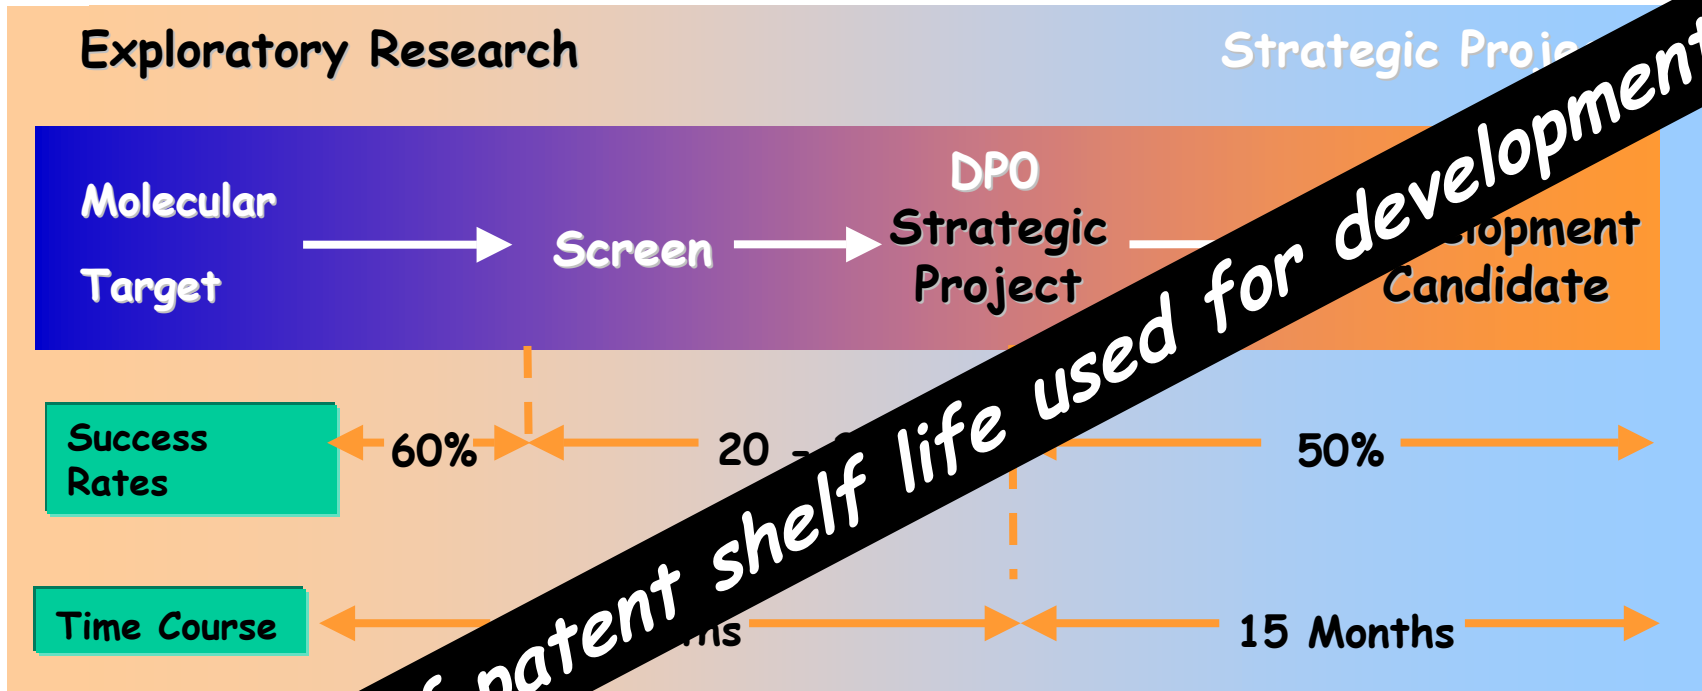 Exploratory Research
Strategic
Molecular
Target
Screen
DPO
Strategic
Project
Candidate
Success
Rates
60%
20 -
50%
Time Course
15 Months
patent shelf life used for development